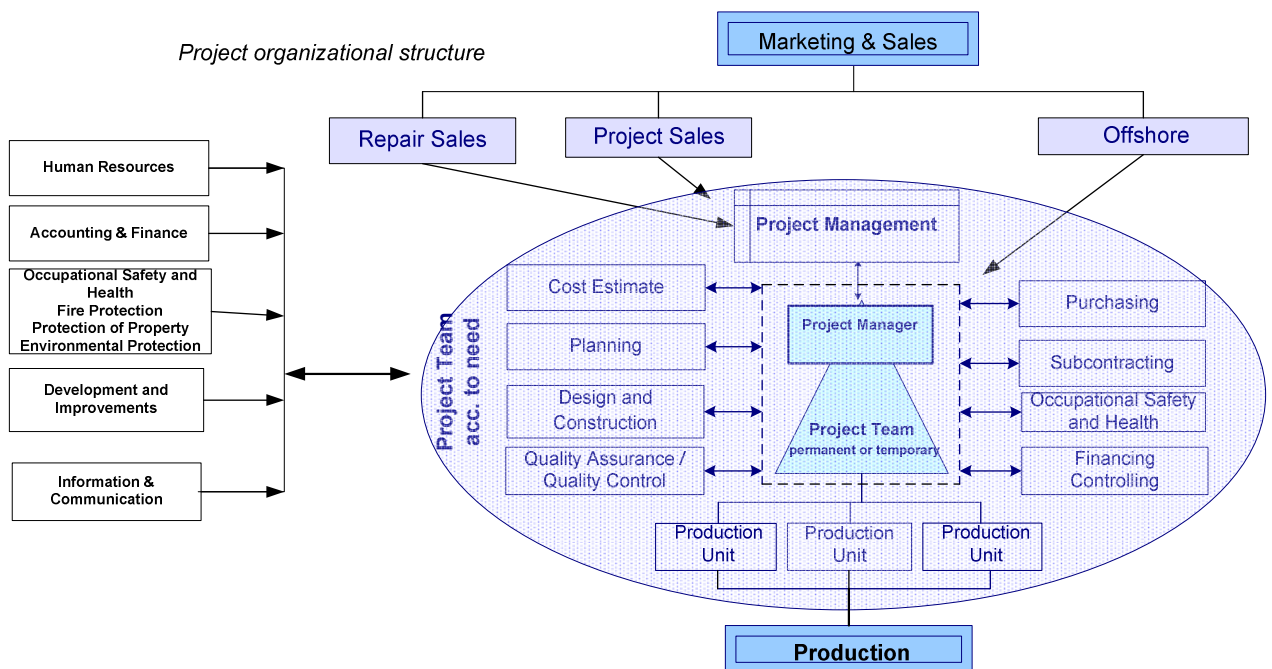 Project organizational structure
Marketing & Sales
Repair Sales
Project Sales
Offshore
Human Resources
Accounting & Finance
Occupational Safety and
Health
Fire Protection
Protection of Property
Environmental Protection
Development and
Improvements
Information &
Communication
Project Team
acc. to need
Project Management
Cost Estimate
Planning
Design and
Construction
Quality Assurance /
Quality Control
Project Manager
Project Team
permanent or temporary
Purchasing
Subcontracting
Occupational Safety
and Health
Financing
Controlling
Production
Unit
Production
Unit
Production
Unit
Production